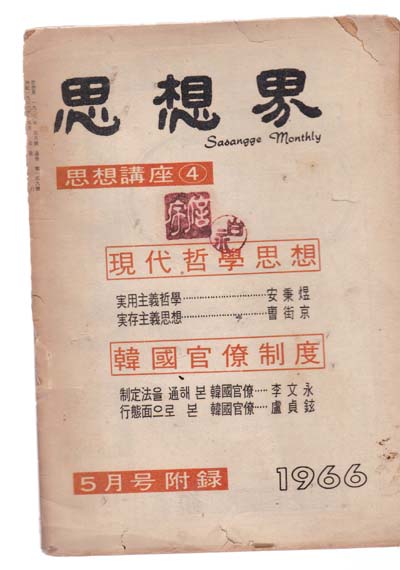 思想界
Sasangge Monthly
思想講座④
現代哲學思想
実用主義哲學…………………………安秉煜
実存主義思想…………………………曺街京
韓國官僚制度
制定法을 通해 본 韓國官僚……李文永
行態面으로 본 韓國官僚……盧貞鉉
5月号附録
1966